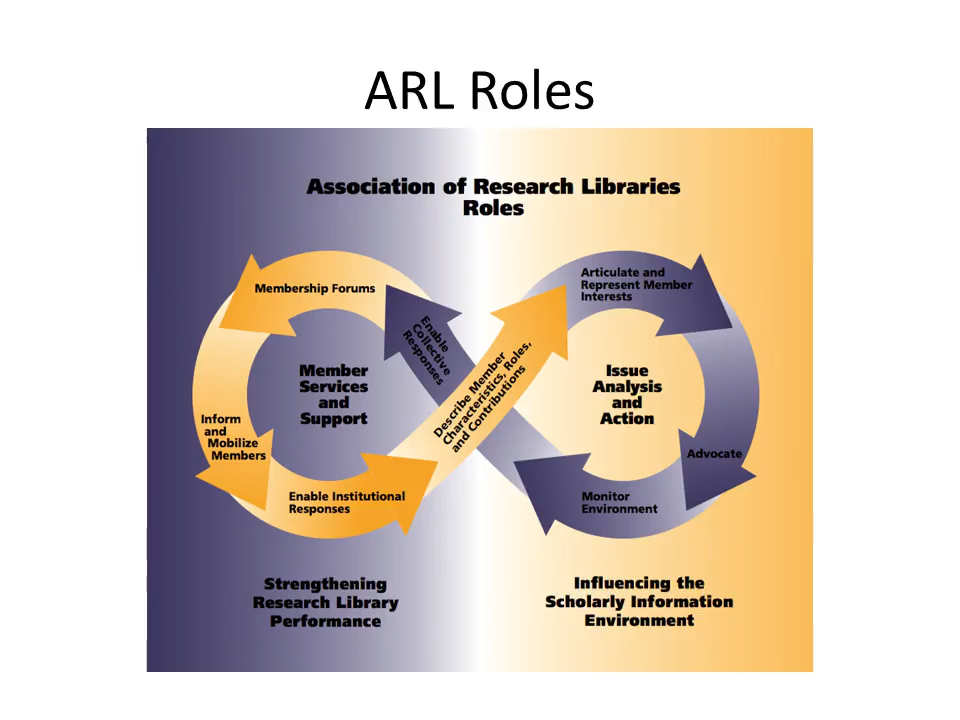 ARL Roles
Association of Research Libraries
Roles
Membership Forums
Inform
and
Mobilize
Members
Enable Institutional
Responses
Member
Services
and
Support
Enable
Collective
Responses
Describe Member
Characteristics, Roles,
and Contributions
Articulate and
Represent Member
Interests
Issue
Analysis
and
Action
Advocate
Monitor
Environment
Strengthening
Research Library
Performance
Influencing the
Scholarly Information
Environment